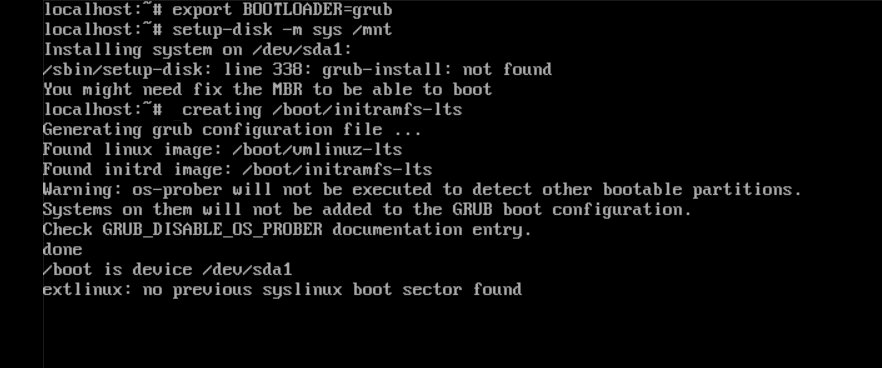 localhost:~# export BOOTLOADER=grub
localhost:~# setup-disk -m sys /mnt
Installing system on /dev/sda1:
/sbin/setup-disk: line 338: grub-install: not found
You might need fix the MBR to be able to boot
localhost:~#  creating /boot/initramfs-lts
Generating grub configuration file ...
Found linux image: /boot/vmlinuz-lts
Found initrd image: /boot/initramfs-lts
Warning: os-prober will not be executed to detect other bootable partitions.
Systems on them will not be added to the GRUB boot configuration.
Check GRUB_DISABLE_OS_PROBER documentation entry.
done
/boot is device /dev/sda1
extlinux: no previous syslinux boot sector found